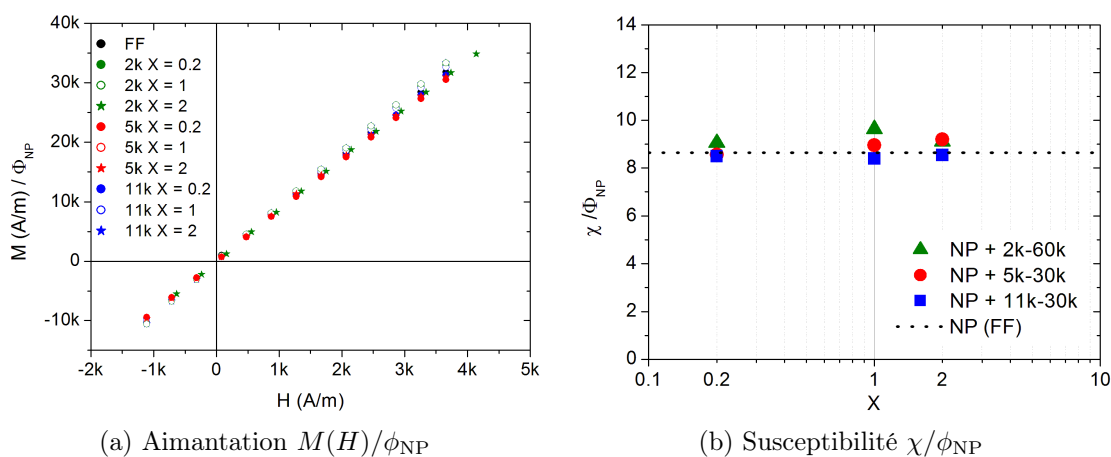 40k
30k
20k
10k
0
-10k
M (A/m) / Φ_NP
FF
2k X = 0.2
2k X = 1
2k X = 2
5k X = 0.2
5k X = 1
5k X = 2
11k X = 0.2
11k X = 1
11k X = 2
-2k -1k 0 1k 2k 3k 4k 5k
H (A/m)
(a) Aimantation M(H)/ϕ_NP
14
12
10
8
6
4
2
0
χ/Φ_NP
NP + 2k-60k
NP + 5k-30k
NP + 11k-30k
NP (FF)
0.1 0.2 1 2 10
X
(b) Susceptibilité χ/ϕ_NP